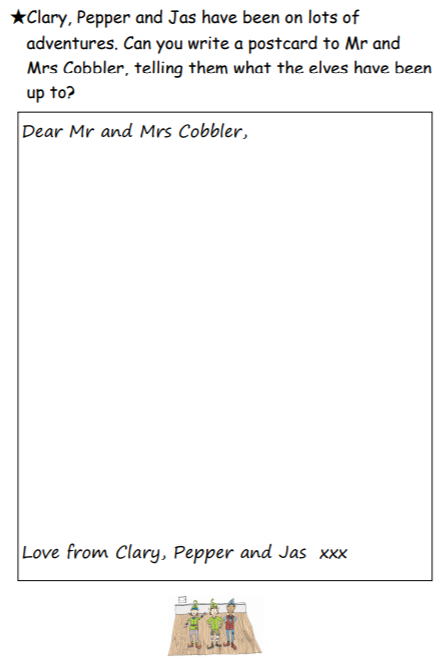 ★Clary, Pepper and Jas have been on lots of
adventures. Can you write a postcard to Mr and
Mrs Cobbler, telling them what the elves have been
up to?
Dear Mr and Mrs Cobbler,
Love from Clary, Pepper and Jas xxx